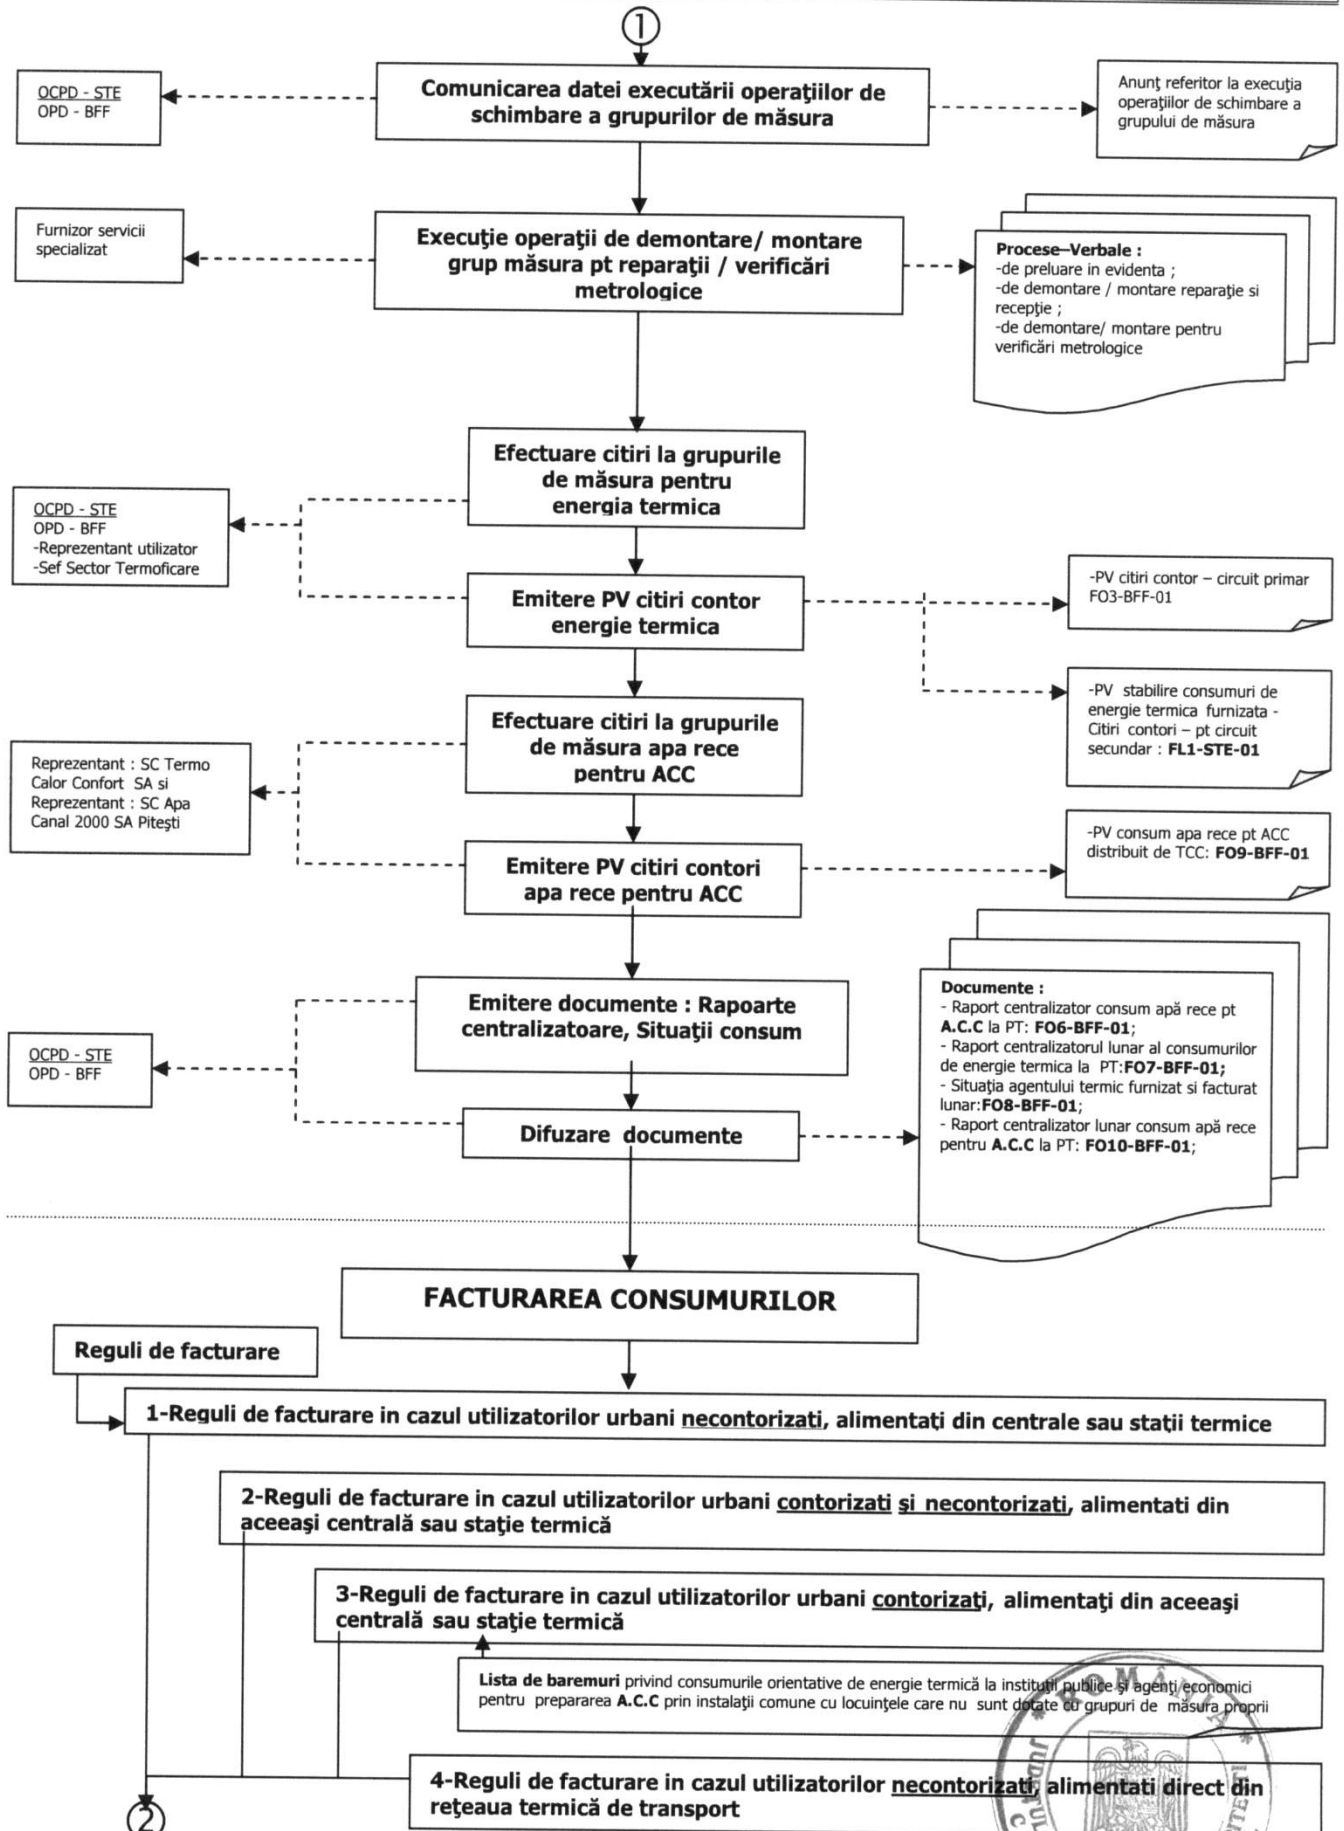 1
Comunicarea datei executării operaţiilor de
schimbare a grupurilor de măsura
OCPD - STE
OPD - BFF
Anunţ referitor la execuţia
operaţiilor de schimbare a
grupului de măsura
Furnizor servicii
specializat
Execuţie operaţii de demontare/ montare
grup măsura pt reparaţii / verificări
metrologice
Procese–Verbale :
-de preluare in evidenta ;
-de demontare / montare reparaţie si
recepţie ;
-de demontare/ montare pentru
verificări metrologice
Efectuare citiri la grupurile
de măsura pentru
energia termica
OCPD - STE
OPD - BFF
-Reprezentant utilizator
-Sef Sector Termoficare
Emitere PV citiri contor
energie termica
-PV citiri contor – circuit primar
FO3-BFF-01
-PV stabilire consumuri de
energie termica furnizata -
Citiri contori – pt circuit
secundar : FL1-STE-01
Efectuare citiri la grupurile
de măsura apa rece
pentru ACC
Reprezentant : SC Termo
Calor Confort SA si
Reprezentant : SC Apa
Canal 2000 SA Piteşti
Emitere PV citiri contori
apa rece pentru ACC
-PV consum apa rece pt ACC
distribuit de TCC: FO9-BFF-01
Emitere documente : Rapoarte
centralizatoare, Situaţii consum
OCPD - STE
OPD - BFF
Difuzare documente
Documente :
- Raport centralizator consum apă rece pt
A.C.C la PT: FO6-BFF-01;
- Raport centralizatorul lunar al consumurilor
de energie termica la PT:FO7-BFF-01;
- Situaţia agentului termic furnizat si facturat
lunar:FO8-BFF-01;
- Raport centralizator lunar consum apă rece
pentru A.C.C la PT: FO10-BFF-01;
FACTURAREA CONSUMURILOR
Reguli de facturare
1-Reguli de facturare in cazul utilizatorilor urbani necontorizati, alimentaţi din centrale sau staţii termice
2-Reguli de facturare in cazul utilizatorilor urbani contorizati şi necontorizati, alimentati din
aceeaşi centrală sau staţie termică
3-Reguli de facturare in cazul utilizatorilor urbani contorizaţi, alimentaţi din aceeaşi
centrală sau staţie termică
Lista de baremuri privind consumurile orientative de energie termică la instituţii publice şi agenţi economici
pentru prepararea A.C.C prin instalaţii comune cu locuinţele care nu sunt dotate cu grupuri de măsura proprii
4-Reguli de facturare in cazul utilizatorilor necontorizati, alimentati direct din
reţeaua termică de transport
2
* ROMÂNIA *